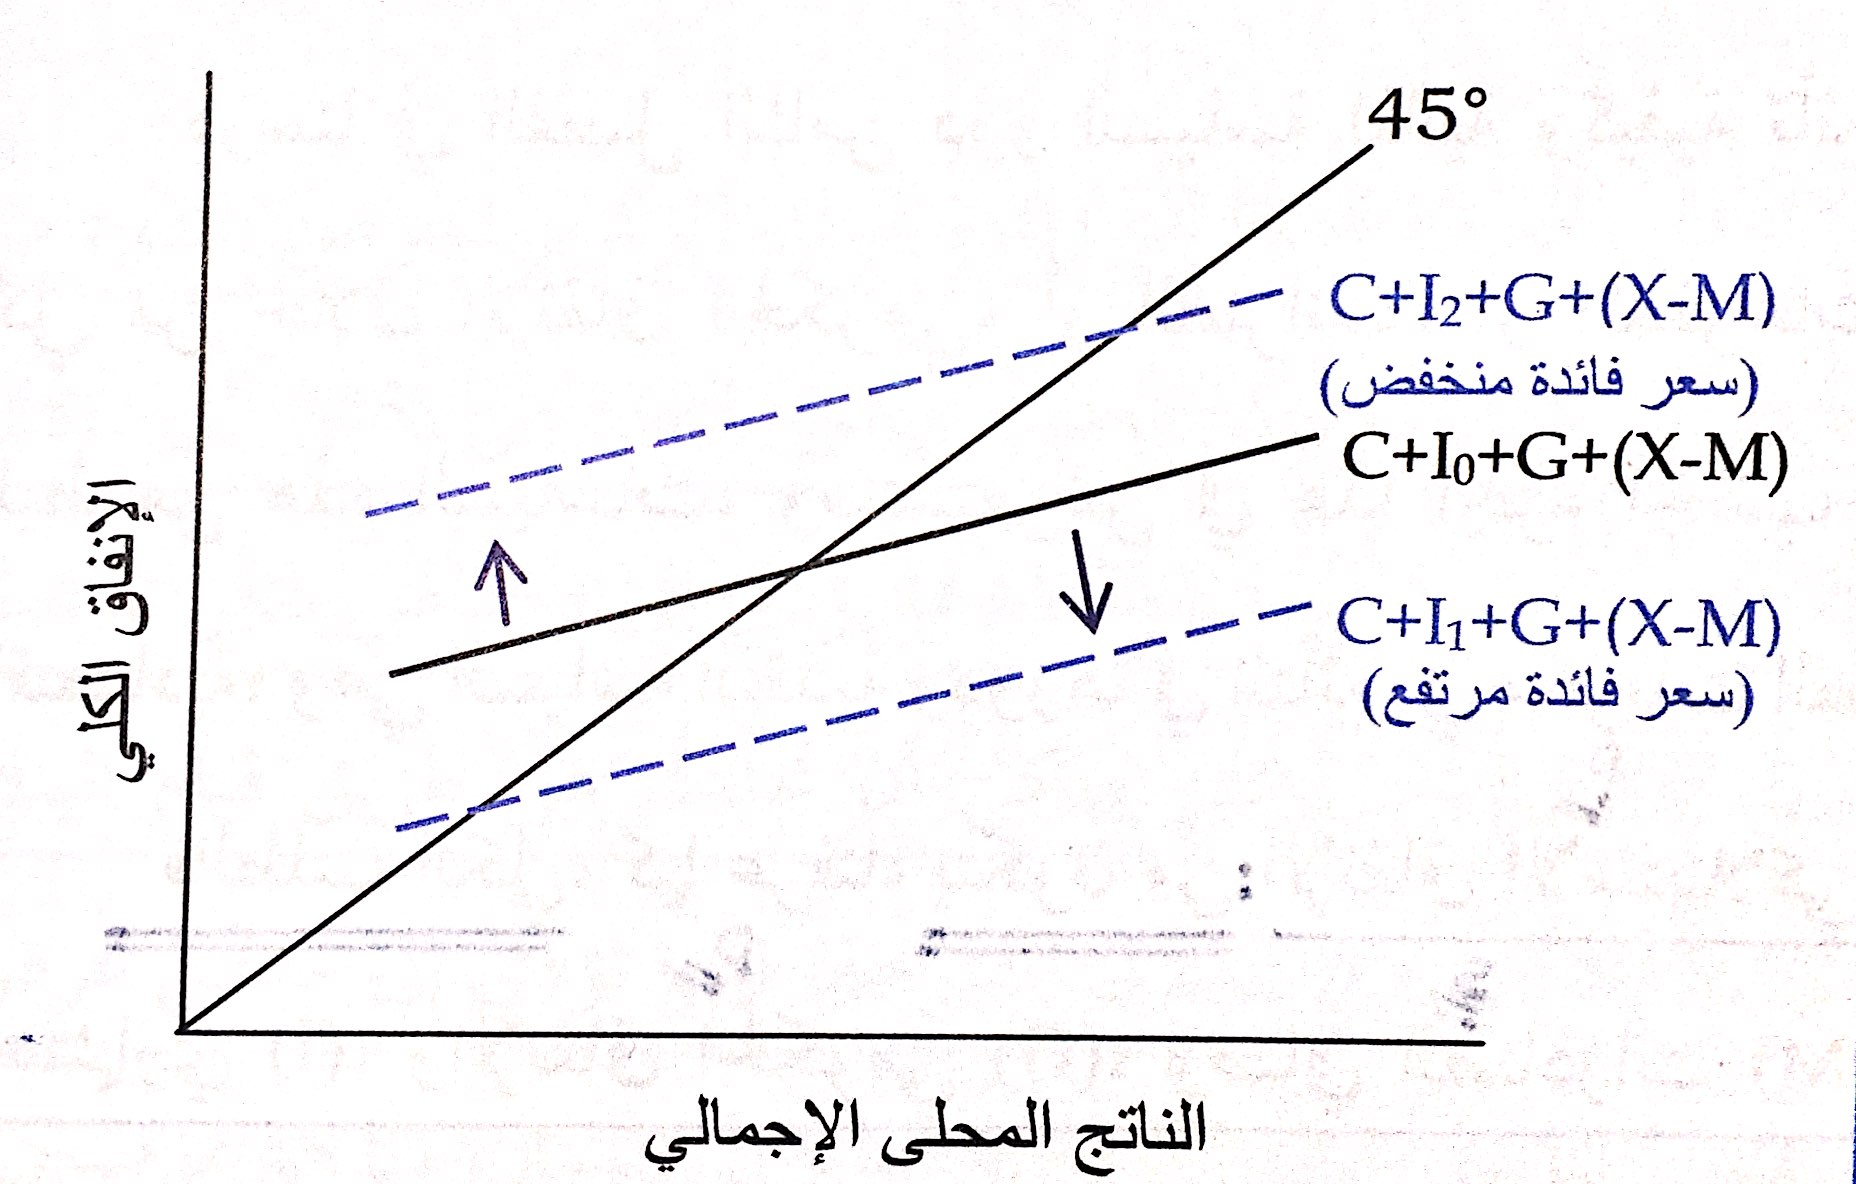 45°
C+I₂+G+(X-M)
(سعر فائدة منخفض)
C+I₀+G+(X-M)
C+I₁+G+(X-M)
(سعر فائدة مرتفع)
الإنفاق الكلي
الناتج المحلى الإجمالي